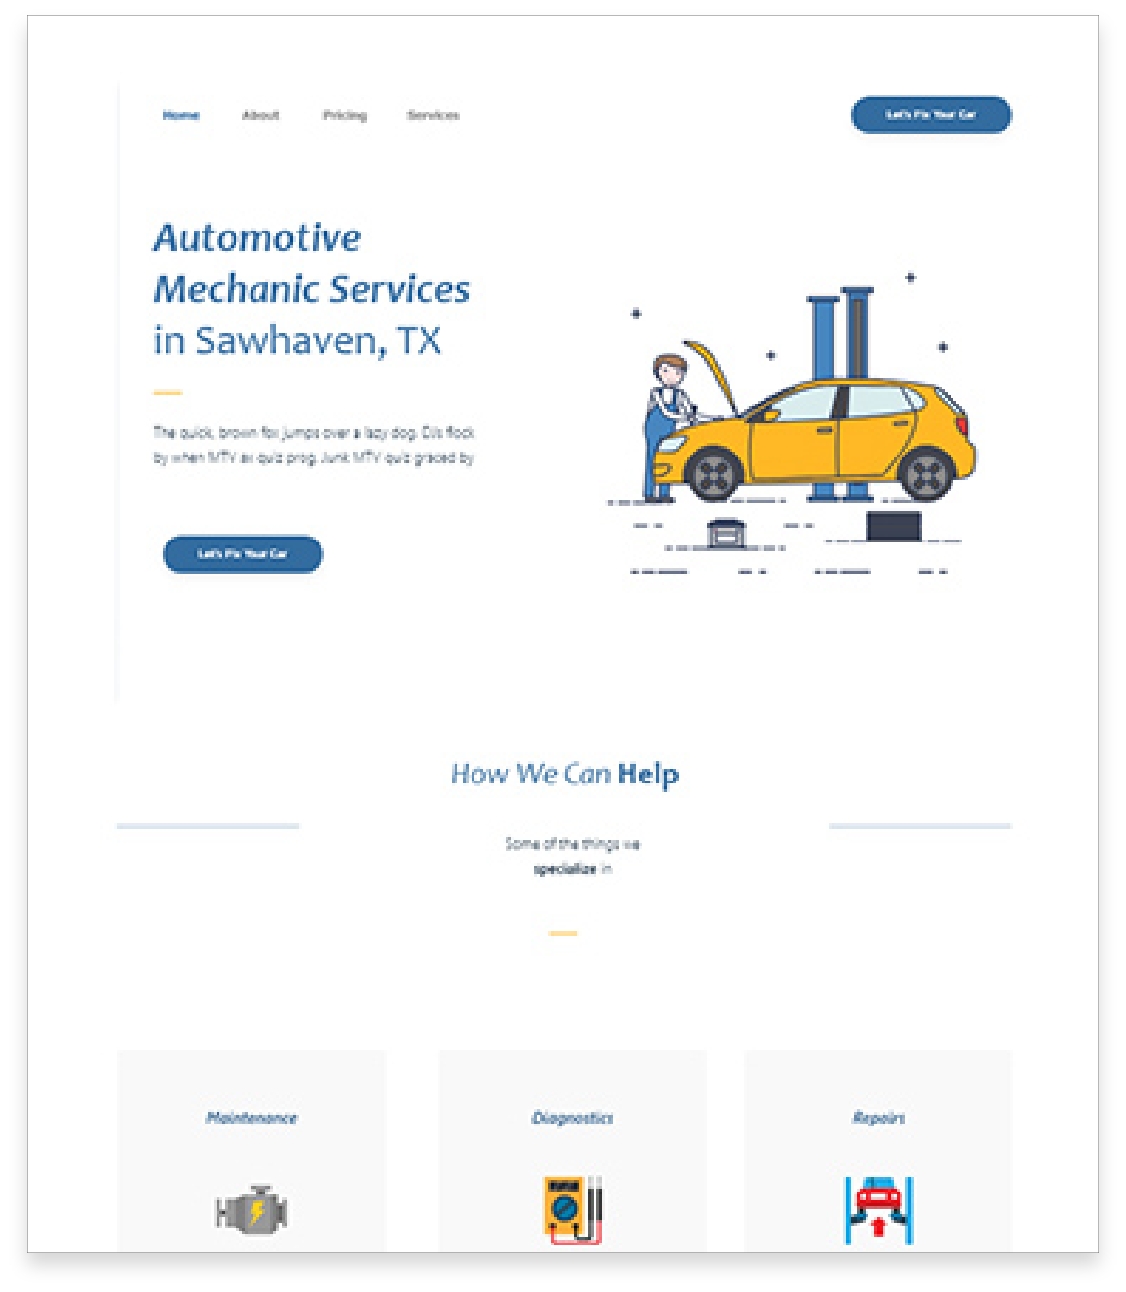 Home About Pricing Services Let's Fix Your Car
Automotive
Mechanic Services
in Sawhaven, TX
The quick, brown fox jumps over a lazy dog. DJs flock
by when MTV ax quiz prog. Junk MTV quiz graced by
Let's Fix Your Car
How We Can Help
Some of the things we
specialize in
Maintenance Diagnostics Repairs